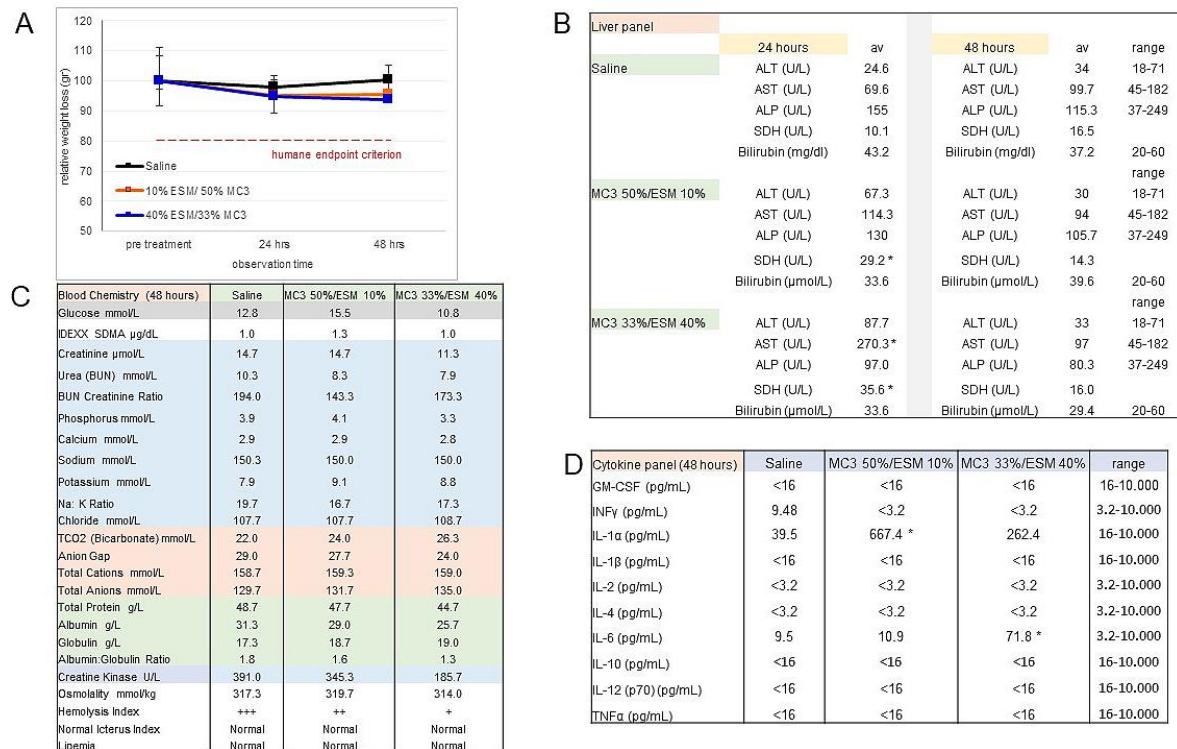 A
120
110
100
90
80
70
60
50
relative weight loss (gr)
humane endpoint criterion
Saline
10% ESM/ 50% MC3
40% ESM/33% MC3
pre treatment 24 hrs 48 hrs
observation time
B
Liver panel
24 hours av 48 hours av range
Saline ALT (U/L) 24.6 ALT (U/L) 34 18-71
AST (U/L) 69.6 AST (U/L) 99.7 45-182
ALP (U/L) 155 ALP (U/L) 115.3 37-249
SDH (U/L) 10.1 SDH (U/L) 16.5
Bilirubin (mg/dl) 43.2 Bilirubin (mg/dl) 37.2 20-60
range
MC3 50%/ESM 10% ALT (U/L) 67.3 ALT (U/L) 30 18-71
AST (U/L) 114.3 AST (U/L) 94 45-182
ALP (U/L) 130 ALP (U/L) 105.7 37-249
SDH (U/L) 29.2 * SDH (U/L) 14.3
Bilirubin (µmol/L) 33.6 Bilirubin (µmol/L) 39.6 20-60
range
MC3 33%/ESM 40% ALT (U/L) 87.7 ALT (U/L) 33 18-71
AST (U/L) 270.3 * AST (U/L) 97 45-182
ALP (U/L) 97.0 ALP (U/L) 80.3 37-249
SDH (U/L) 35.6 * SDH (U/L) 16.0
Bilirubin (µmol/L) 33.6 Bilirubin (µmol/L) 29.4 20-60
C
Blood Chemistry (48 hours) Saline MC3 50%/ESM 10% MC3 33%/ESM 40%
Glucose mmol/L 12.8 15.5 10.8
IDEXX SDMA µg/dL 1.0 1.3 1.0
Creatinine µmol/L 14.7 14.7 11.3
Urea (BUN) mmol/L 10.3 8.3 7.9
BUN Creatinine Ratio 194.0 143.3 173.3
Phosphorus mmol/L 3.9 4.1 3.3
Calcium mmol/L 2.9 2.9 2.8
Sodium mmol/L 150.3 150.0 150.0
Potassium mmol/L 7.9 9.1 8.8
Na: K Ratio 19.7 16.7 17.3
Chloride mmol/L 107.7 107.7 108.7
TCO2 (Bicarbonate) mmol/L 22.0 24.0 26.3
Anion Gap 29.0 27.7 24.0
Total Cations mmol/L 158.7 159.3 159.0
Total Anions mmol/L 129.7 131.7 135.0
Total Protein g/L 48.7 47.7 44.7
Albumin g/L 31.3 29.0 25.7
Globulin g/L 17.3 18.7 19.0
Albumin:Globulin Ratio 1.8 1.6 1.3
Creatine Kinase U/L 391.0 345.3 185.7
Osmolality mmol/kg 317.3 319.7 314.0
Hemolysis Index +++ ++ +
Normal Icterus Index Normal Normal Normal
Lipemia Normal Normal Normal
D
Cytokine panel (48 hours) Saline MC3 50%/ESM 10% MC3 33%/ESM 40% range
GM-CSF (pg/mL) <16 <16 <16 16-10.000
INFγ (pg/mL) 9.48 <3.2 <3.2 3.2-10.000
IL-1α (pg/mL) 39.5 667.4 * 262.4 16-10.000
IL-1β (pg/mL) <16 <16 <16 16-10.000
IL-2 (pg/mL) <3.2 <3.2 <3.2 3.2-10.000
IL-4 (pg/mL) <3.2 <3.2 <3.2 3.2-10.000
IL-6 (pg/mL) 9.5 10.9 71.8 * 3.2-10.000
IL-10 (pg/mL) <16 <16 <16 16-10.000
IL-12 (p70) (pg/mL) <16 <16 <16 16-10.000
TNFα (pg/mL) <16 <16 <16 16-10.000